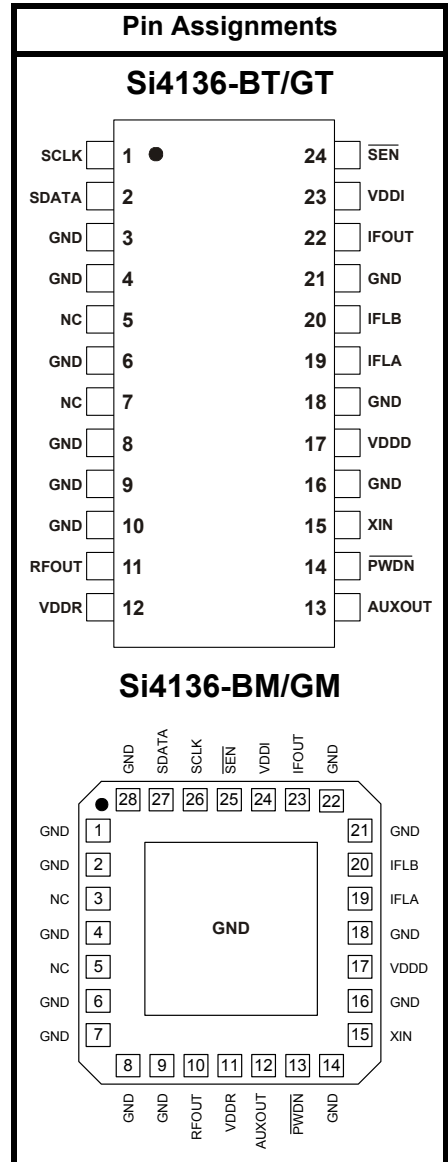 Pin Assignments
Si4136-BT/GT
SCLK 1 24 SEN
SDATA 2 23 VDDI
GND 3 22 IFOUT
GND 4 21 GND
NC 5 20 IFLB
GND 6 19 IFLA
NC 7 18 GND
GND 8 17 VDDD
GND 9 16 GND
GND 10 15 XIN
RFOUT 11 14 PWDN
VDDR 12 13 AUXOUT
Si4136-BM/GM
GND SDATA SCLK SEN VDDI IFOUT GND
28 27 26 25 24 23 22
GND 1 21 GND
GND 2 20 IFLB
NC 3 19 IFLA
GND 4 GND 18 GND
NC 5 17 VDDD
GND 6 16 GND
GND 7 15 XIN
8 9 10 11 12 13 14
GND GND RFOUT VDDR AUXOUT PWDN GND